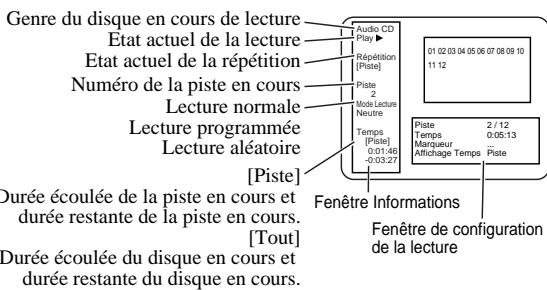 Genre du disque en cours de lecture
Etat actuel de la lecture
Etat actuel de la répétition
Numéro de la piste en cours
Lecture normale
Lecture programmée
Lecture aléatoire
[Piste]
Durée écoulée de la piste en cours et
durée restante de la piste en cours.
[Tout]
Durée écoulée du disque en cours et
durée restante du disque en cours.
Audio CD
Play ▶
Répétition
[Piste]
Piste
2
Mode Lecture
Neutre
Temps
[Piste]
0:01:46
-0:03:27
01 02 03 04 05 06 07 08 09 10
11 12
Piste 2 / 12
Temps 0:05:13
Marqueur ...
Affichage Temps Piste
Fenêtre Informations
Fenêtre de configuration
de la lecture